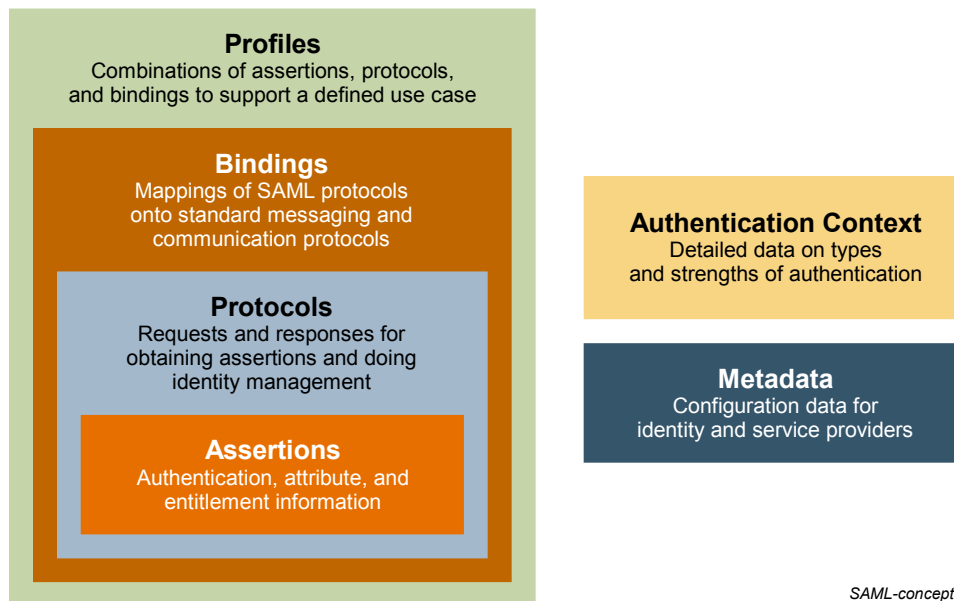 Profiles
Combinations of assertions, protocols,
and bindings to support a defined use case
Bindings
Mappings of SAML protocols
onto standard messaging and
communication protocols
Protocols
Requests and responses for
obtaining assertions and doing
identity management
Assertions
Authentication, attribute, and
entitlement information
Authentication Context
Detailed data on types
and strengths of authentication
Metadata
Configuration data for
identity and service providers
SAML-concept